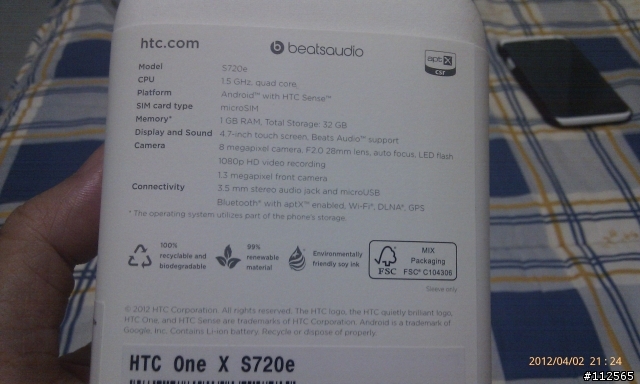 htc.com
beatsaudio
aptX
CSR
Model S720e
CPU 1.5 GHz, quad core,
Platform Android™ with HTC Sense™
SIM card type microSIM
Memory* 1 GB RAM, Total Storage: 32 GB
Display and Sound 4.7-inch touch screen, Beats Audio™ support
Camera 8 megapixel camera, F2.0 28mm lens, auto focus, LED flash
1080p HD video recording
1.3 megapixel front camera
Connectivity 3.5 mm stereo audio jack and microUSB
Bluetooth® with aptX™ enabled, Wi-Fi®, DLNA®, GPS
* The operating system utilizes part of the phone's storage.
100%
recyclable and
biodegradable
99%
renewable
material
Environmentally
friendly soy ink
FSC
MIX
Packaging
FSC® C104306
Sleeve only
© 2012 HTC Corporation. All rights reserved. The HTC logo, the HTC quietly brilliant logo,
HTC One, and HTC Sense are trademarks of HTC Corporation. Android is a trademark of
Google, Inc. Contains Li-ion battery. Recycle or dispose of properly.
HTC One X S720e
2012/04/02 21:24
#112565